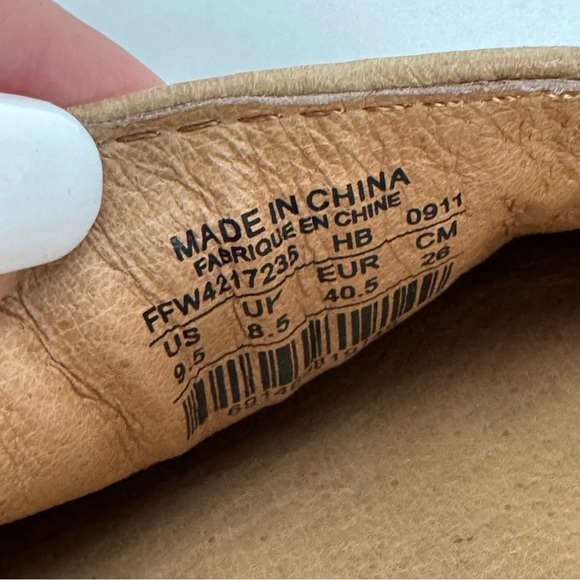 MADE IN CHINA
FABRIQUE EN CHINE
FFW4217235 HB 0911
US UK EUR CM
9.5 8.5 40.5 26